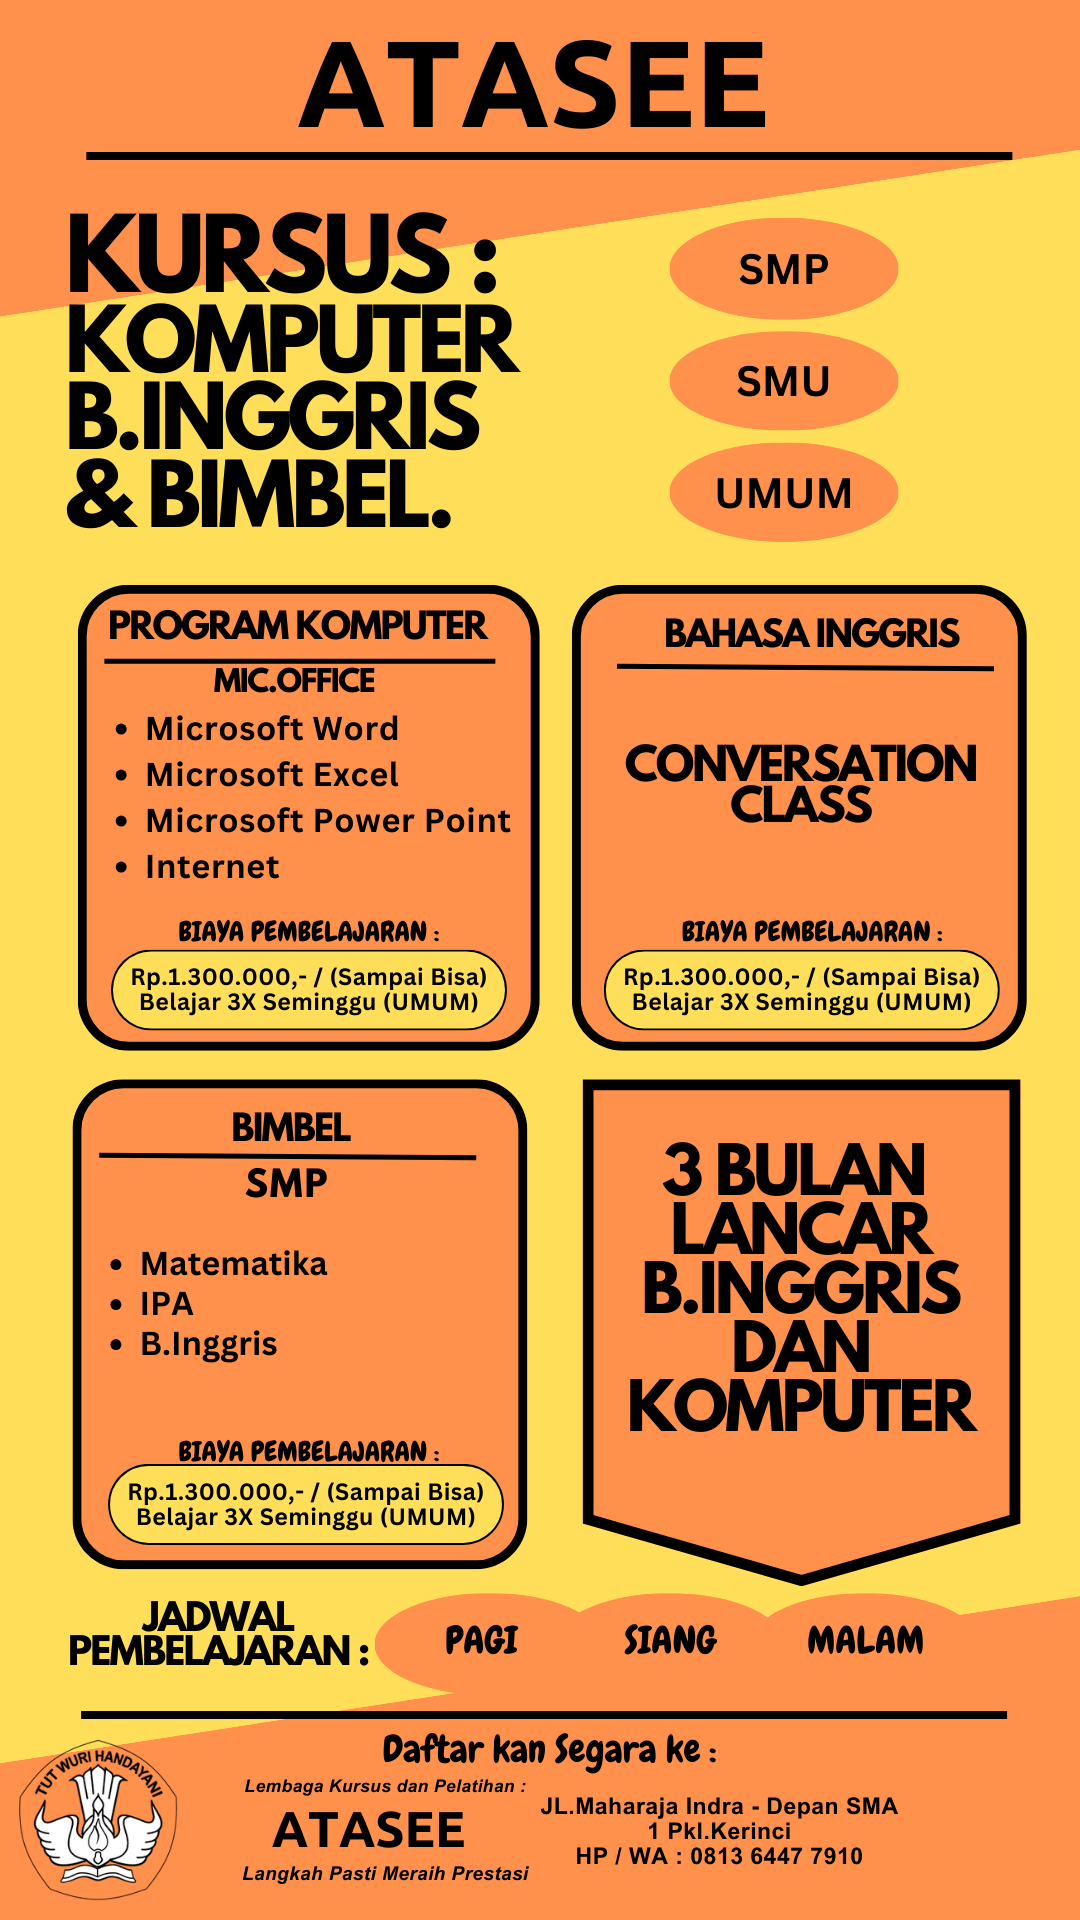 ATASEE
KURSUS :
KOMPUTER
B.INGGRIS
& BIMBEL.
SMP
SMU
UMUM
PROGRAM KOMPUTER
MIC.OFFICE
• Microsoft Word
• Microsoft Excel
• Microsoft Power Point
• Internet
BIAYA PEMBELAJARAN :
Rp.1.300.000,- / (Sampai Bisa)
Belajar 3X Seminggu (UMUM)
BAHASA INGGRIS
CONVERSATION
CLASS
BIAYA PEMBELAJARAN :
Rp.1.300.000,- / (Sampai Bisa)
Belajar 3X Seminggu (UMUM)
BIMBEL
SMP
• Matematika
• IPA
• B.Inggris
BIAYA PEMBELAJARAN :
Rp.1.300.000,- / (Sampai Bisa)
Belajar 3X Seminggu (UMUM)
3 BULAN
LANCAR
B.INGGRIS
DAN
KOMPUTER
JADWAL
PEMBELAJARAN :
PAGI
SIANG
MALAM
Daftar kan Segara ke :
TUT WURI HANDAYANI
Lembaga Kursus dan Pelatihan :
ATASEE
Langkah Pasti Meraih Prestasi
JL.Maharaja Indra - Depan SMA
1 Pkl.Kerinci
HP / WA : 0813 6447 7910